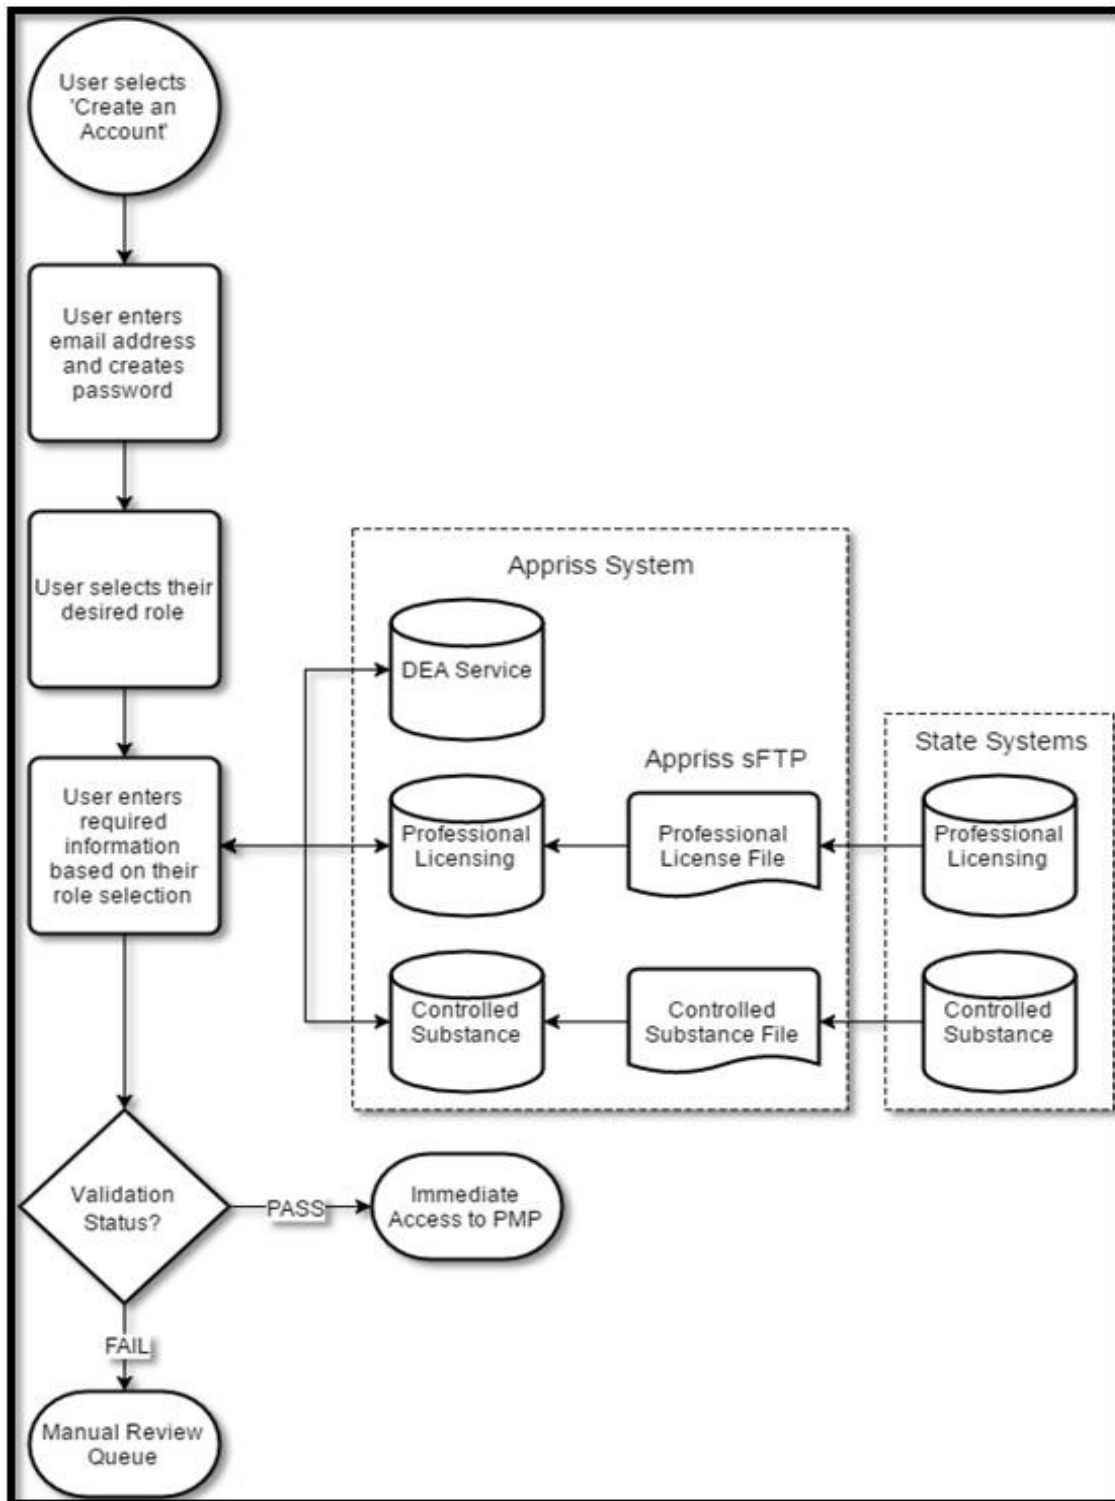 User selects
'Create an
Account'
User enters
email address
and creates
password
User selects their
desired role
Appriss System
DEA Service
State Systems
Appriss sFTP
User enters
required
information
based on their
role selection
Professional
Licensing
Professional
License File
Professional
Licensing
Controlled
Substance
Controlled
Substance File
Controlled
Substance
Validation
Status?
PASS
Immediate
Access to PMP
FAIL
Manual Review
Queue